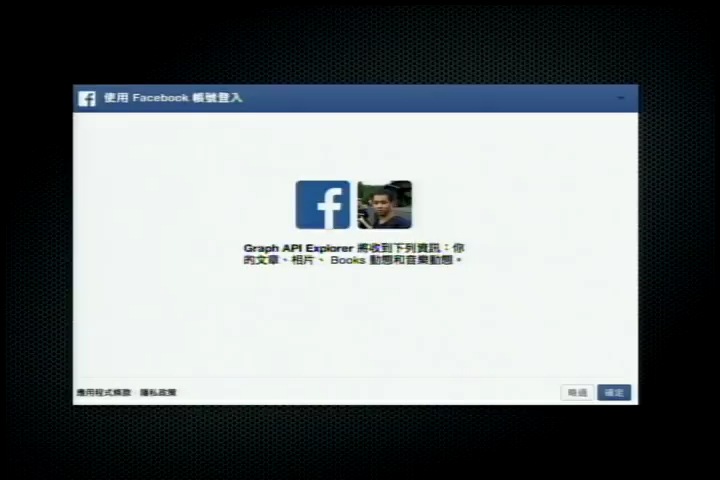 使用 Facebook 帳號登入
Graph API Explorer 將收到下列資訊：你
的文章、相片、 Books 動態和音樂動態。
應用程式條款 · 隱私政策
略過 確定